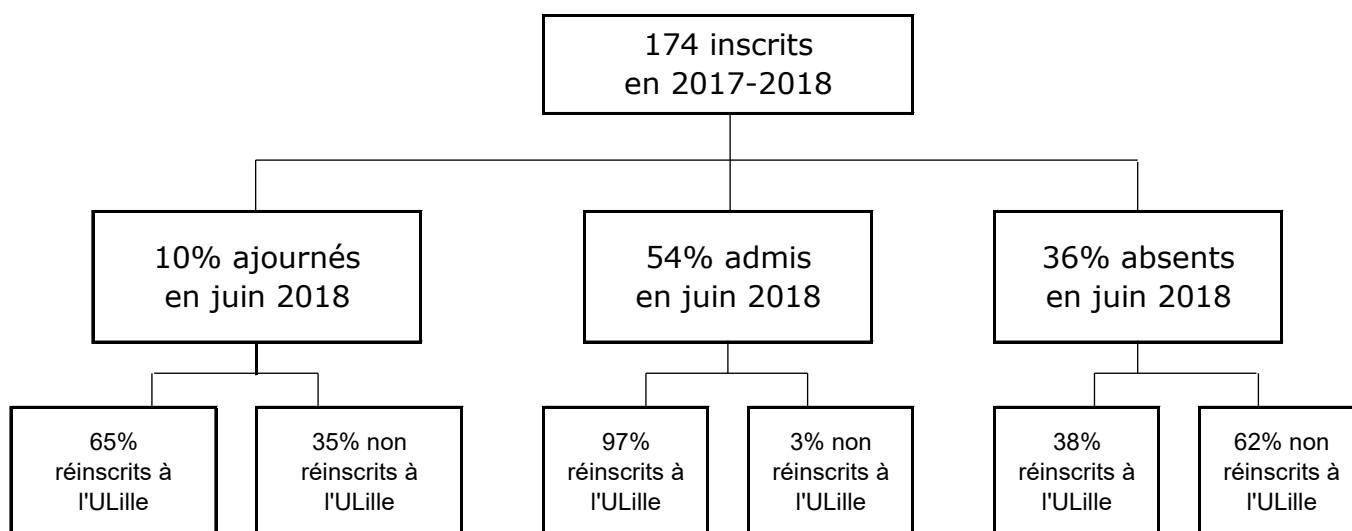 174 inscrits
en 2017-2018
10% ajournés
en juin 2018
54% admis
en juin 2018
36% absents
en juin 2018
65%
réinscrits à
l'ULille
35% non
réinscrits à
l'ULille
97%
réinscrits à
l'ULille
3% non
réinscrits à
l'ULille
38%
réinscrits à
l'ULille
62% non
réinscrits à
l'ULille